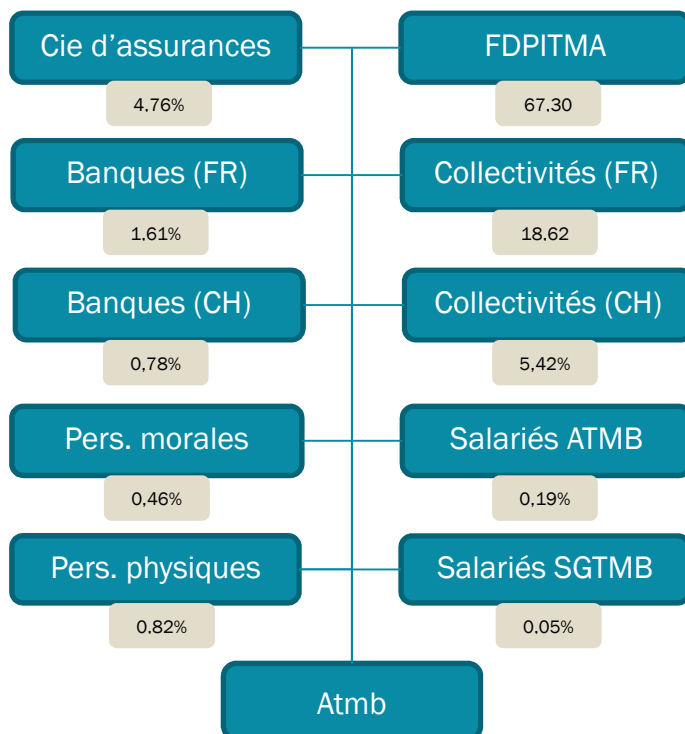 Cie d'assurances
4,76%
FDPITMA
67,30
Banques (FR)
1,61%
Collectivités (FR)
18,62
Banques (CH)
0,78%
Collectivités (CH)
5,42%
Pers. morales
0,46%
Salariés ATMB
0,19%
Pers. physiques
0,82%
Salariés SGTMB
0,05%
Atmb